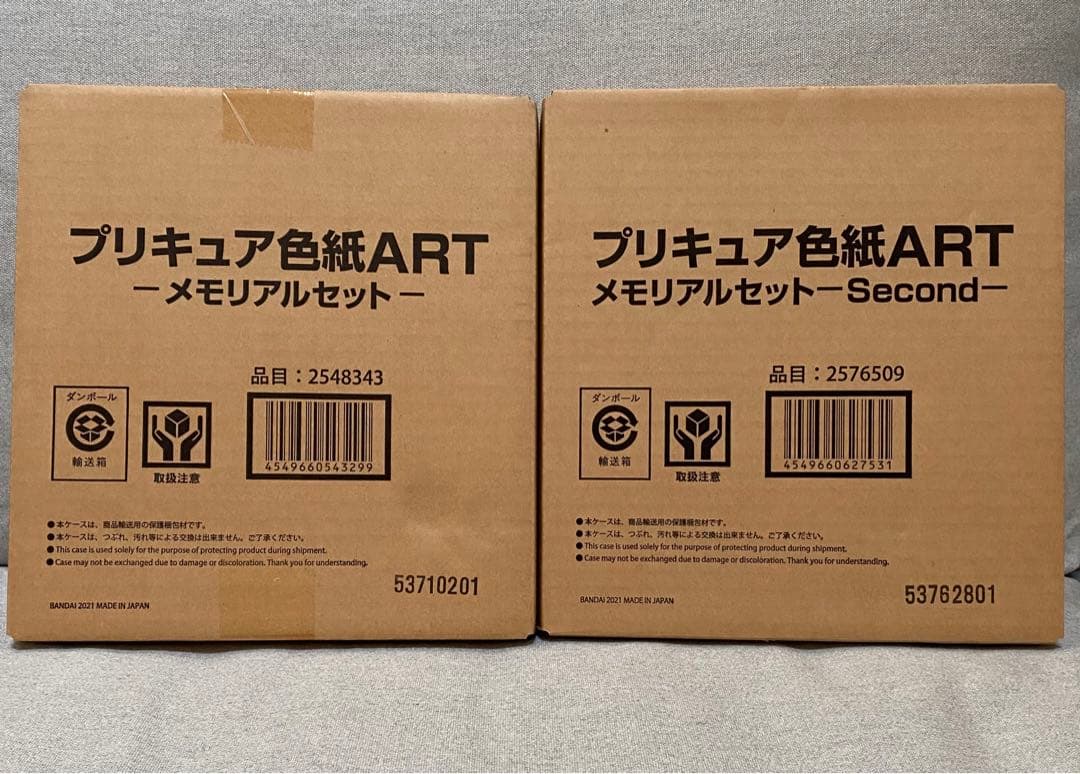 プリキュア色紙ART
－メモリアルセット－
品目：2548343
ダンボール
輸送箱
取扱注意
4549660543299
●本ケースは、商品輸送用の保護梱包材です。
●本ケースは、つぶれ、汚れ等による交換は出来ません。ご了承ください。
●This case is used solely for the purpose of protecting product during shipment.
●Case may not be exchanged due to damage or discoloration. Thank you for understanding.
53710201
BANDAI 2021 MADE IN JAPAN
プリキュア色紙ART
メモリアルセット－Second－
品目：2576509
ダンボール
輸送箱
取扱注意
4549660627531
●本ケースは、商品輸送用の保護梱包材です。
●本ケースは、つぶれ、汚れ等による交換は出来ません。ご了承ください。
●This case is used solely for the purpose of protecting product during shipment.
●Case may not be exchanged due to damage or discoloration. Thank you for understanding.
53762801
BANDAI 2021 MADE IN JAPAN